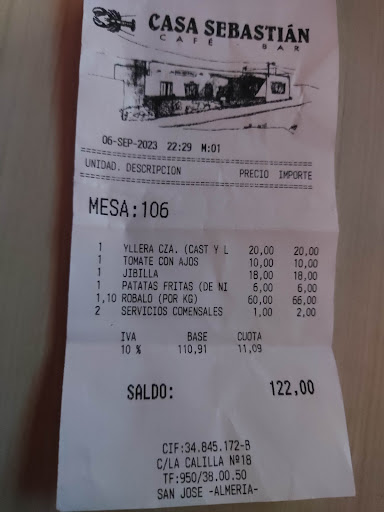 CASA SEBASTIÁN
CAFÉ BAR
06-SEP-2023 22:29 M:01
UNIDAD. DESCRIPCION PRECIO IMPORTE
MESA:106
1 YLLERA CZA. (CAST Y L 20,00 20,00
1 TOMATE CON AJOS 10,00 10,00
1 JIBILLA 18,00 18,00
1 PATATAS FRITAS (DE NI 6,00 6,00
1,10 ROBALO (POR KG) 60,00 66,00
2 SERVICIOS COMENSALES 1,00 2,00
IVA BASE CUOTA
10 % 110,91 11,09
SALDO: 122,00
CIF:34.845.172-B
C/LA CALILLA Nº18
TF:950/38.00.50
SAN JOSE -ALMERIA-